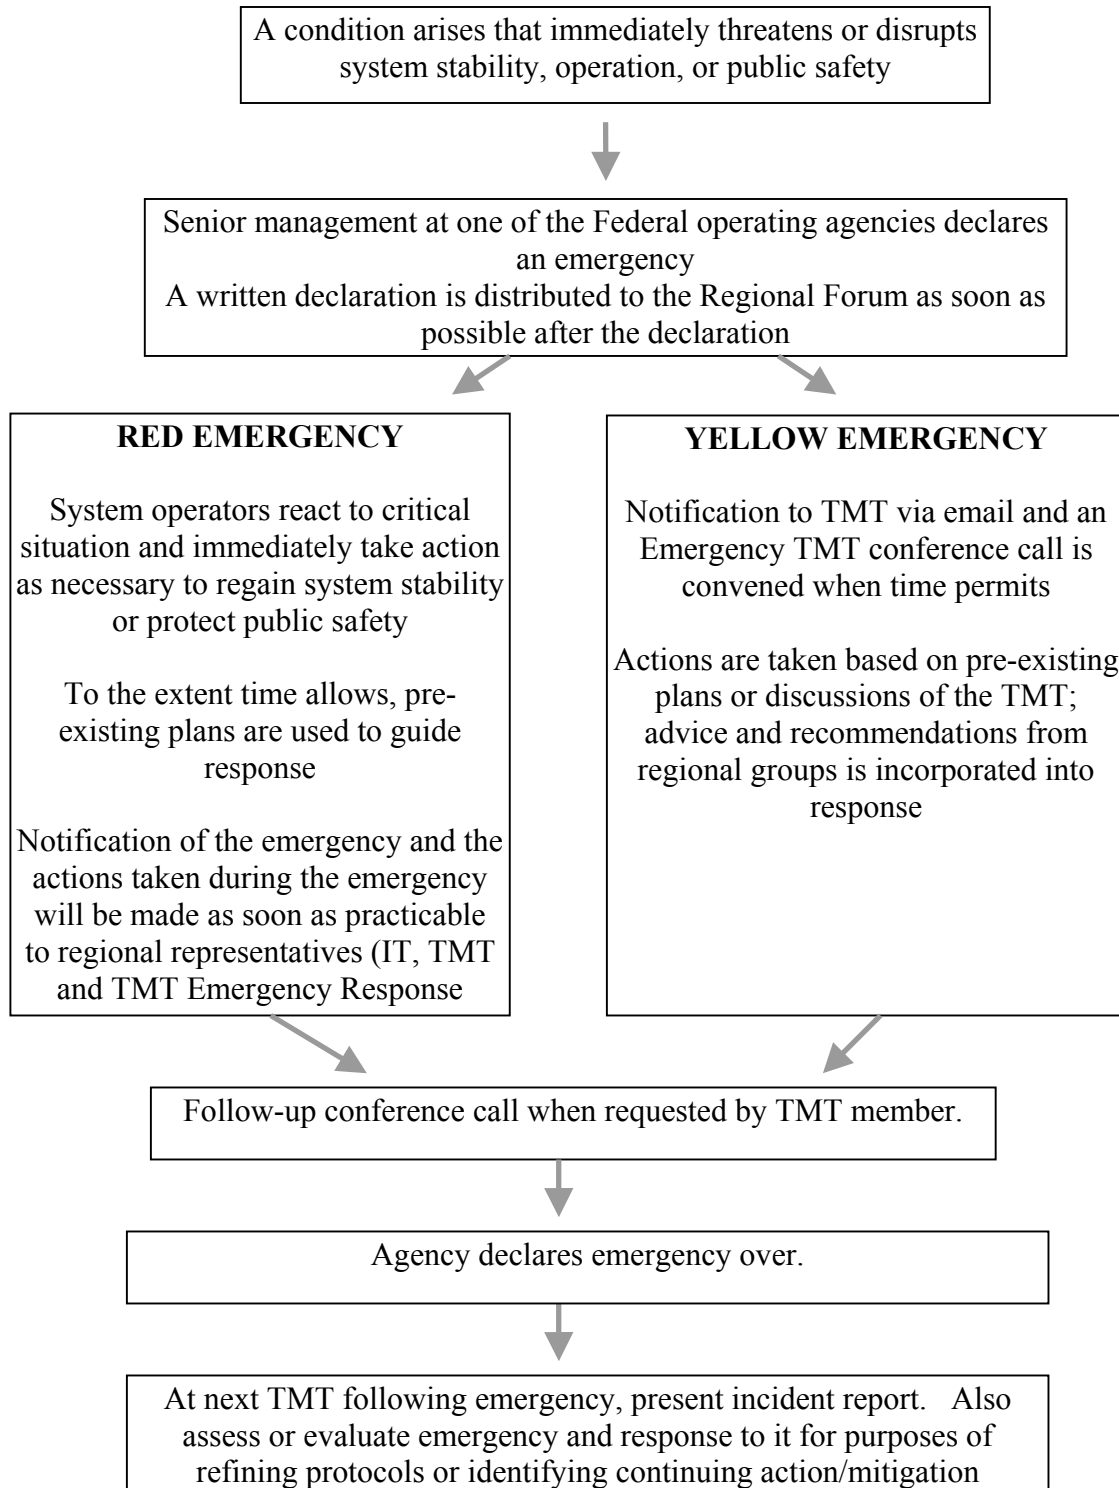 A condition arises that immediately threatens or disrupts
system stability, operation, or public safety
Senior management at one of the Federal operating agencies declares
an emergency
A written declaration is distributed to the Regional Forum as soon as
possible after the declaration
RED EMERGENCY
System operators react to critical
situation and immediately take action
as necessary to regain system stability
or protect public safety
To the extent time allows, pre-
existing plans are used to guide
response
Notification of the emergency and the
actions taken during the emergency
will be made as soon as practicable
to regional representatives (IT, TMT
and TMT Emergency Response
YELLOW EMERGENCY
Notification to TMT via email and an
Emergency TMT conference call is
convened when time permits
Actions are taken based on pre-existing
plans or discussions of the TMT;
advice and recommendations from
regional groups is incorporated into
response
Follow-up conference call when requested by TMT member.
Agency declares emergency over.
At next TMT following emergency, present incident report.   Also
assess or evaluate emergency and response to it for purposes of
refining protocols or identifying continuing action/mitigation